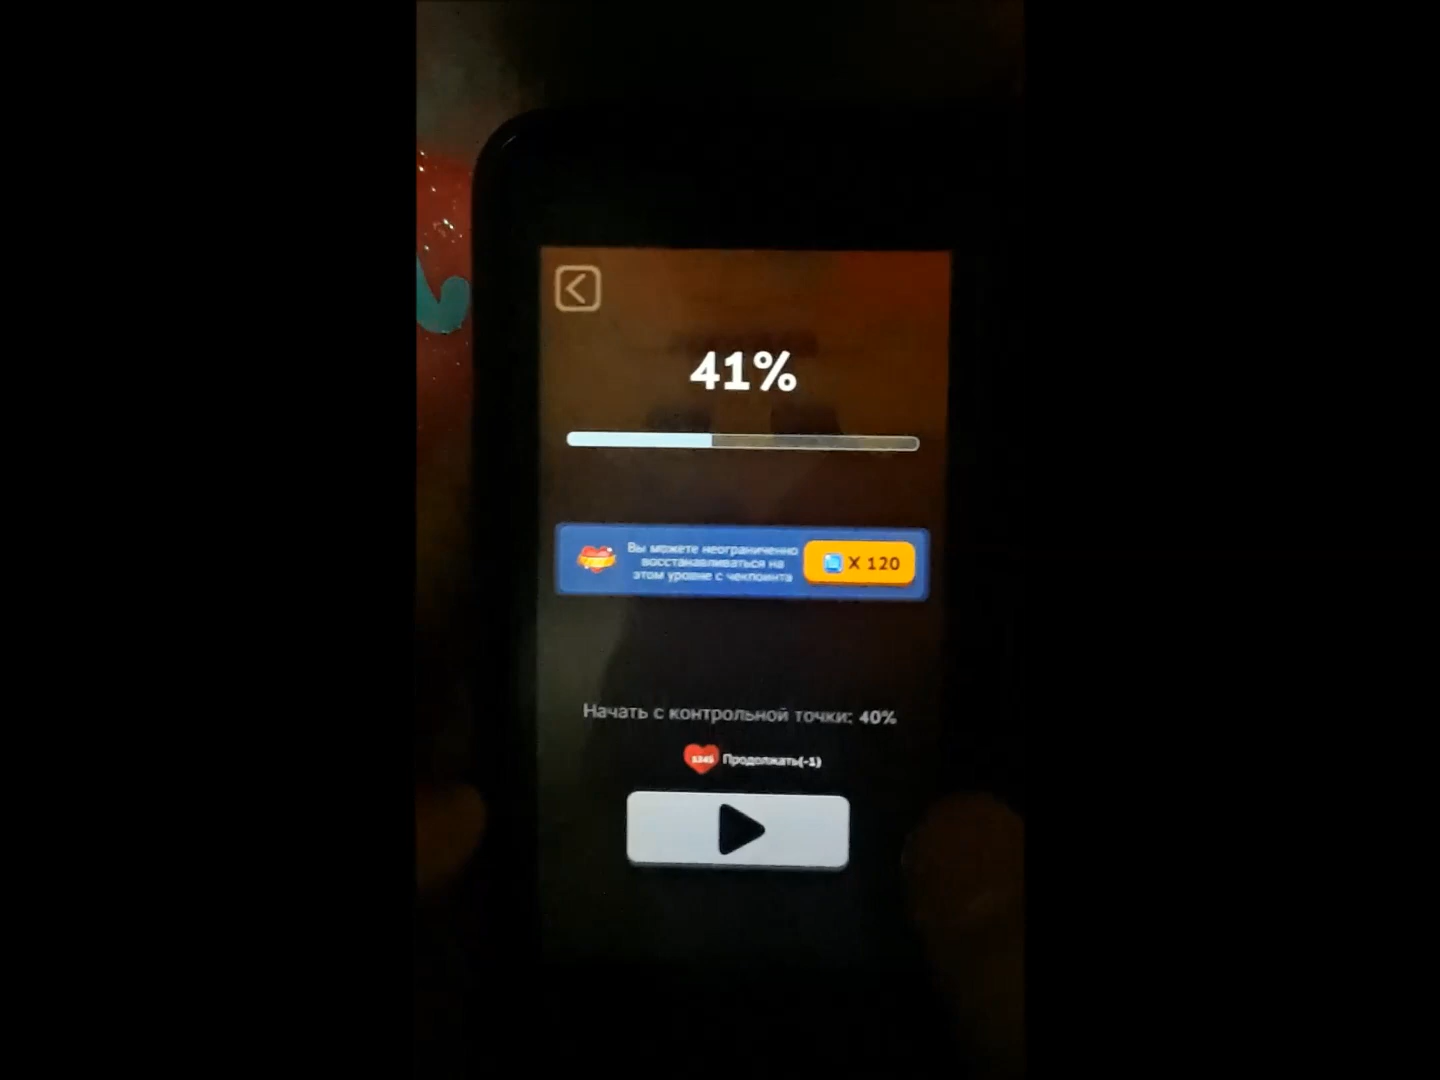 41%
Вы можете неограниченно
восстанавливаться на
этом уровне с чекпоинта
X 120
Начать с контрольной точки: 40%
Продолжать(-1)